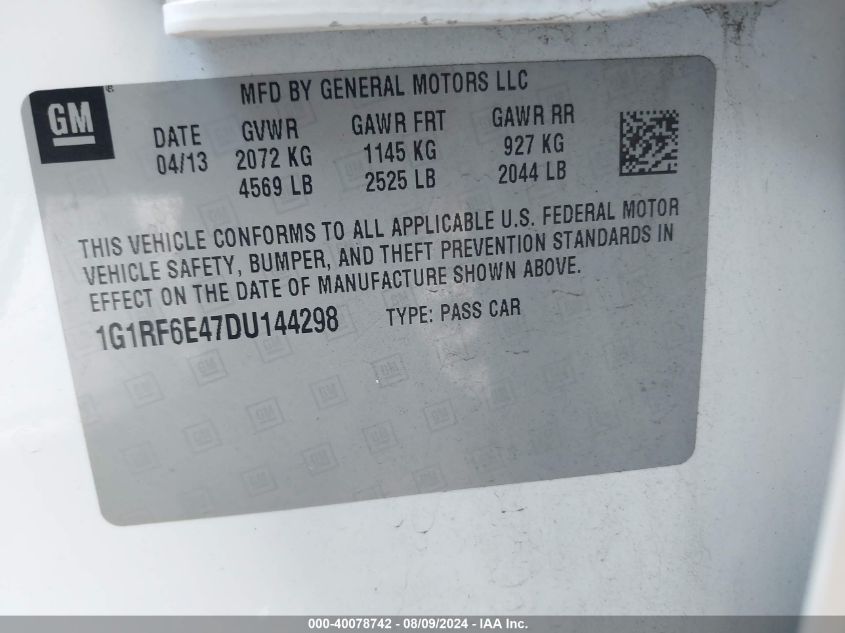 GM
MFD BY GENERAL MOTORS LLC
DATE GVWR GAWR FRT GAWR RR
04/13 2072 KG 1145 KG 927 KG
4569 LB 2525 LB 2044 LB
THIS VEHICLE CONFORMS TO ALL APPLICABLE U.S. FEDERAL MOTOR
VEHICLE SAFETY, BUMPER, AND THEFT PREVENTION STANDARDS IN
EFFECT ON THE DATE OF MANUFACTURE SHOWN ABOVE.
1G1RF6E47DU144298 TYPE: PASS CAR
000-40078742 - 08/09/2024 - IAA Inc.